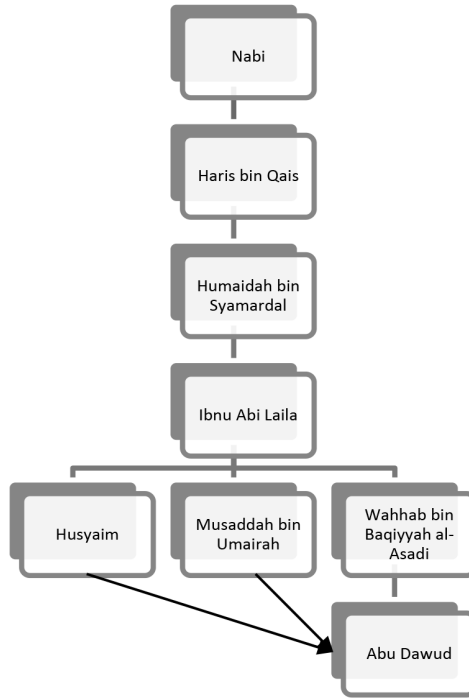 Nabi
Haris bin Qais
Humaidah bin
Syamardal
Ibnu Abi Laila
Husyaim
Musaddah bin
Umairah
Wahhab bin
Baqiyyah al-
Asadi
Abu Dawud